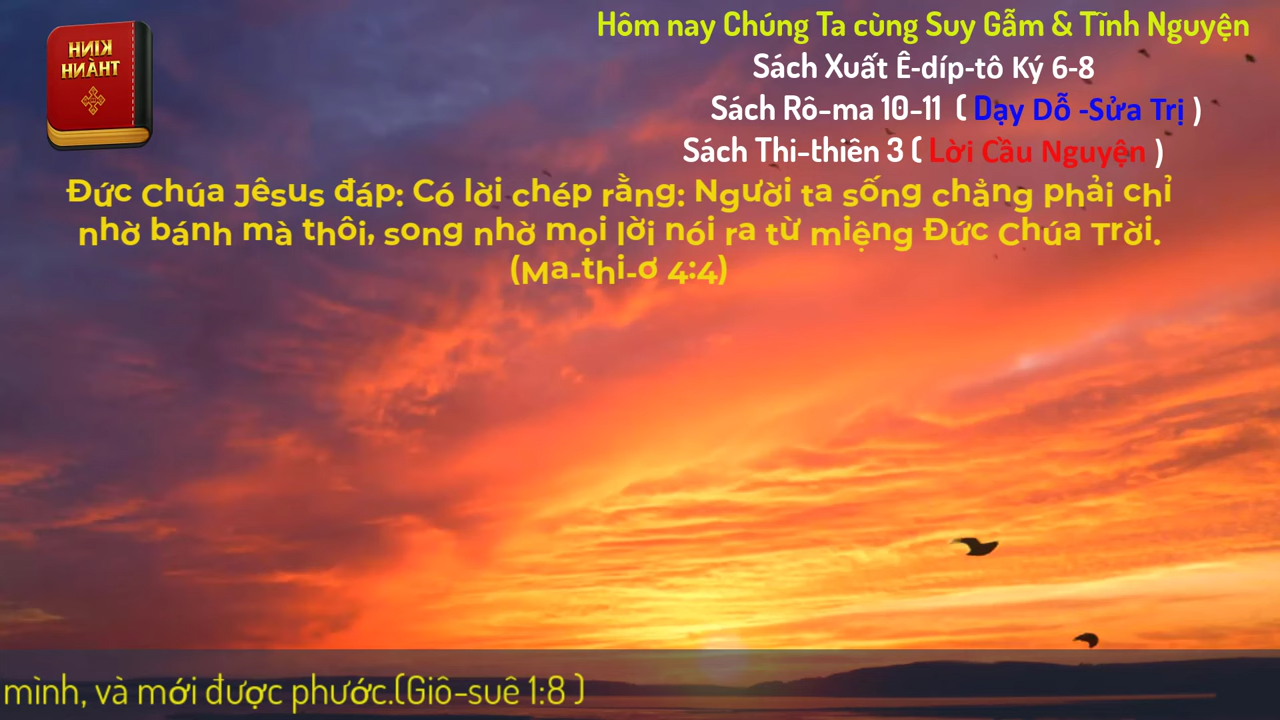 KINH
THÀNH
Hôm nay Chúng Ta cùng Suy Gẫm & Tĩnh Nguyện
Sách Xuất Ê-díp-tô Ký 6-8
Sách Rô-ma 10-11 ( Dạy Dỗ -Sửa Trị )
Sách Thi-thiên 3 ( Lời Cầu Nguyện )
Đức Chúa Jêsus đáp: Có lời chép rằng: Người ta sống chẳng phải chỉ
nhờ bánh mà thôi, song nhờ mọi lời nói ra từ miệng Đức Chúa Trời.
(Ma-thi-ơ 4:4)
mình, và mới được phước.(Giô-suê 1:8 )